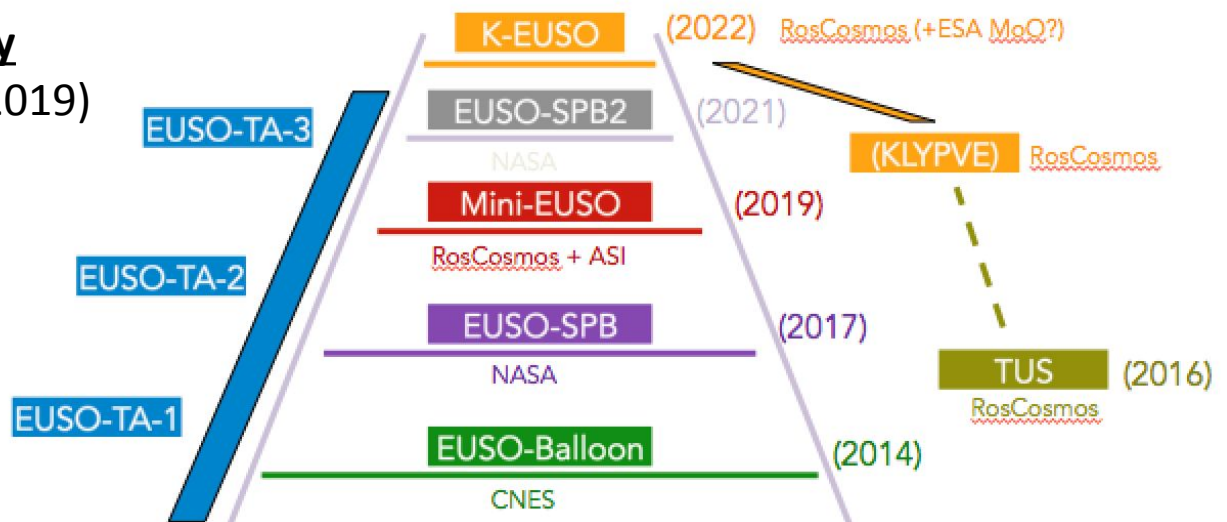 y
2019)
K-EUSO (2022) RosCosmos (+ESA MoO?)
EUSO-TA-3
EUSO-SPB2 (2021)
NASA
(KLYPVE) RosCosmos
Mini-EUSO (2019)
RosCosmos + ASI
EUSO-TA-2
EUSO-SPB (2017)
NASA
TUS (2016)
RosCosmos
EUSO-TA-1
EUSO-Balloon (2014)
CNES